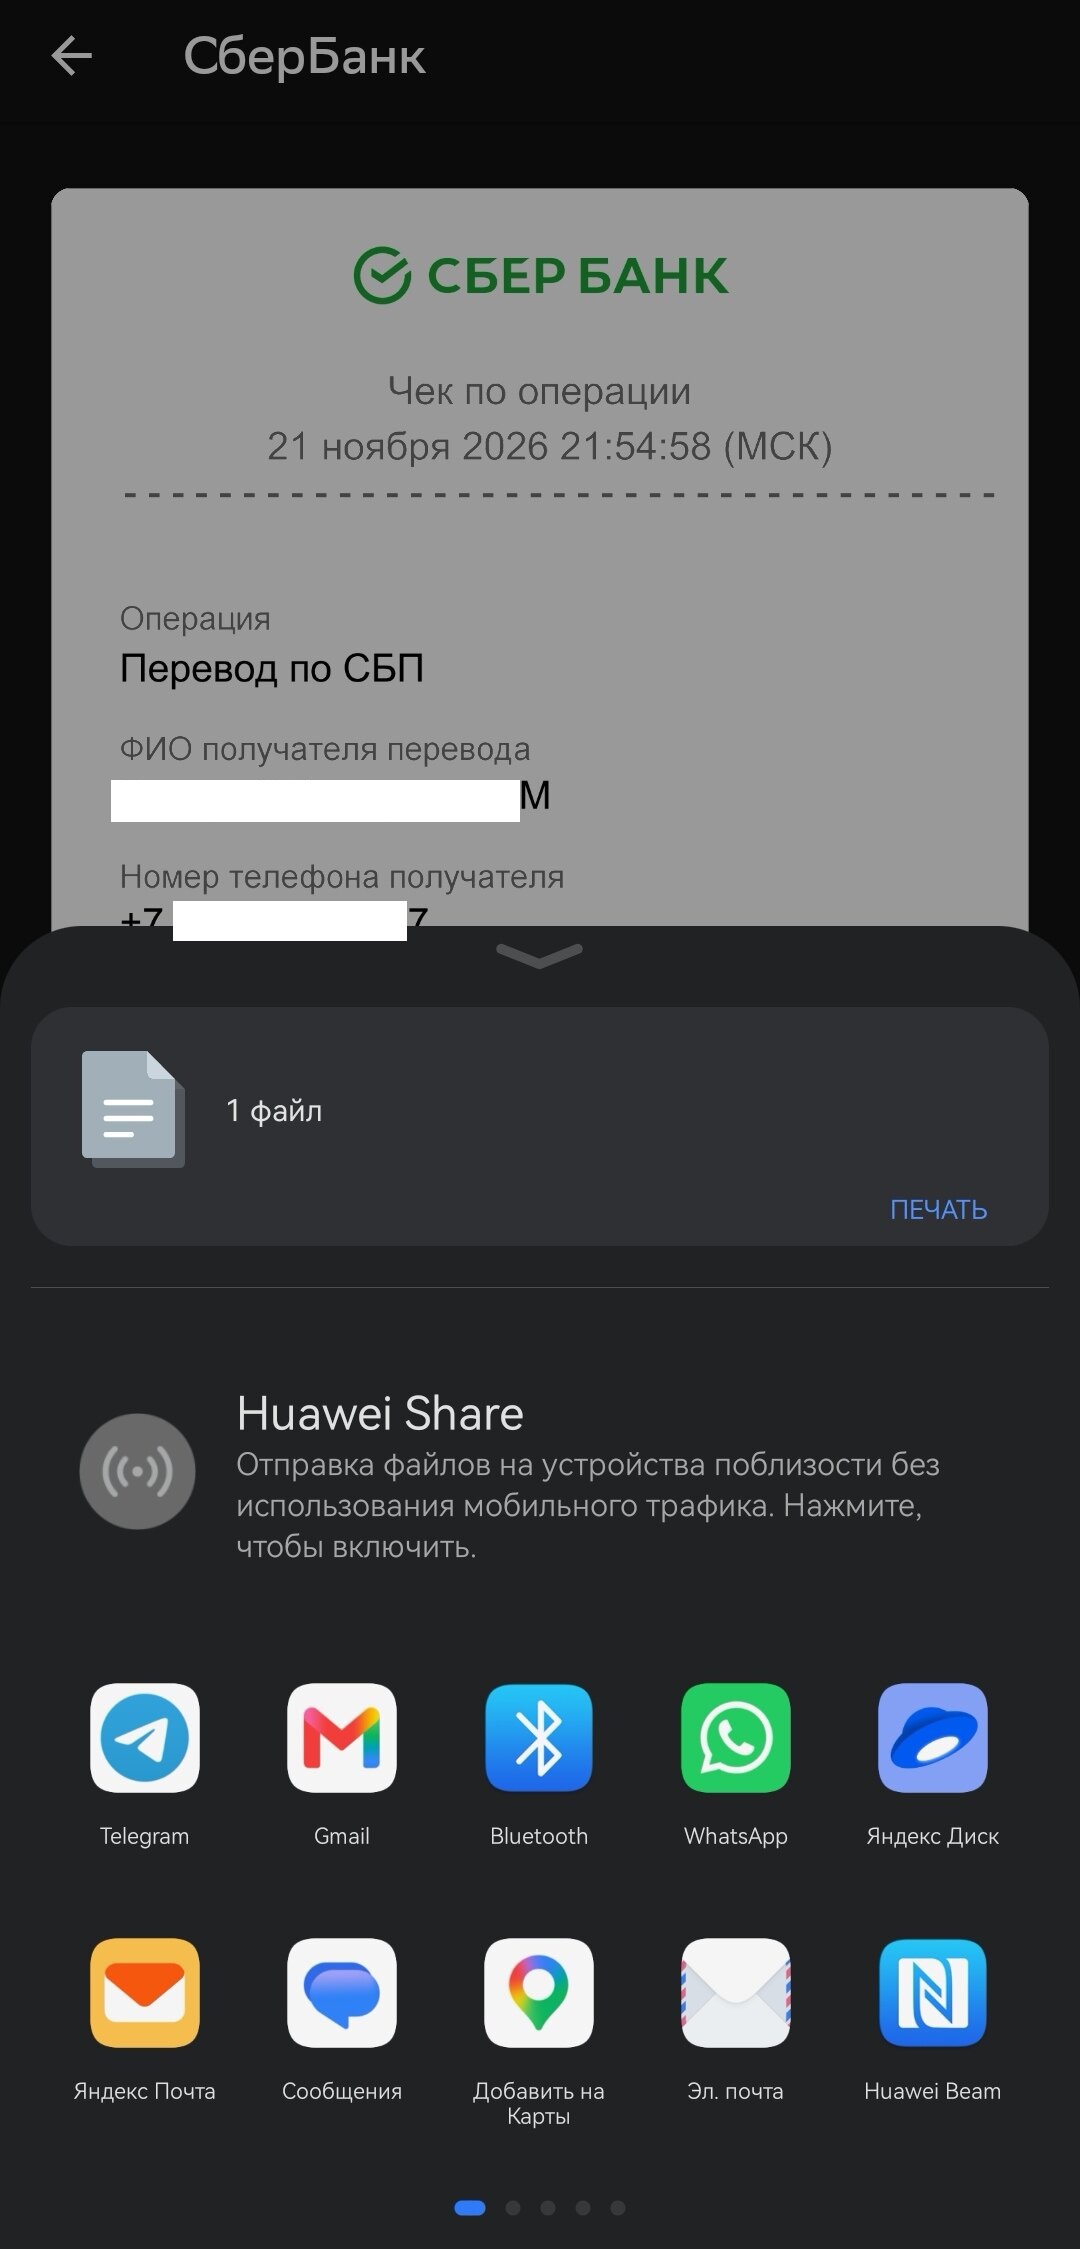 СберБанк
СБЕР БАНК
Чек по операции
21 ноября 2026 21:54:58 (МСК)
Операция
Перевод по СБП
ФИО получателя перевода
М
Номер телефона получателя
+7 7
1 файл
ПЕЧАТЬ
Huawei Share
Отправка файлов на устройства поблизости без
использования мобильного трафика. Нажмите,
чтобы включить.
Telegram Gmail Bluetooth WhatsApp Яндекс Диск
Яндекс Почта Сообщения Добавить на Эл. почта Huawei Beam
Карты